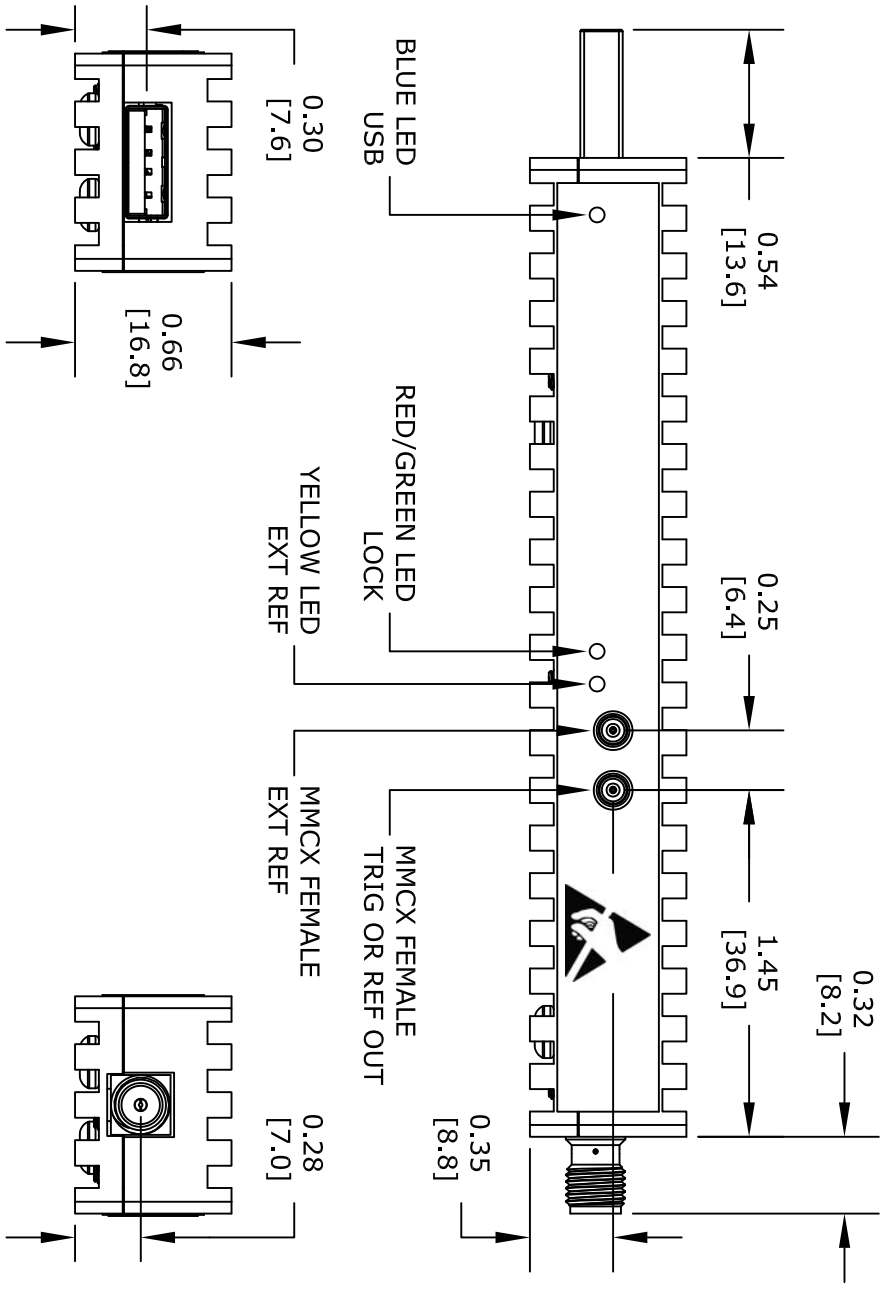 0.54
[13.6]
0.25
[6.4]
1.45
[36.9]
0.32
[8.2]
BLUE LED
USB
RED/GREEN LED
LOCK
YELLOW LED
EXT REF
MMCX FEMALE
EXT REF
MMCX FEMALE
TRIG OR REF OUT
0.35
[8.8]
0.30
[7.6]
0.66
[16.8]
0.28
[7.0]